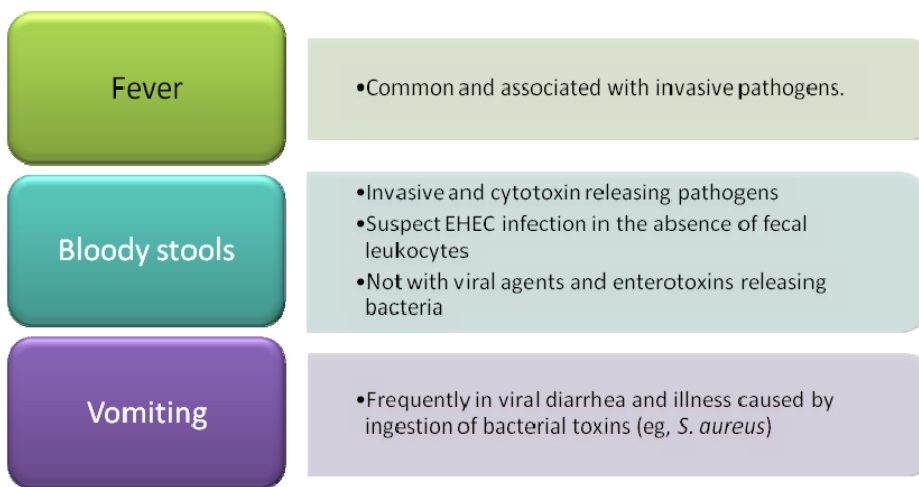 Fever
•Common and associated with invasive pathogens.
Bloody stools
•Invasive and cytotoxin releasing pathogens
•Suspect EHEC infection in the absence of fecal
leukocytes
•Not with viral agents and enterotoxins releasing
bacteria
Vomiting
•Frequently in viral diarrhea and illness caused by
ingestion of bacterial toxins (eg, S. aureus)